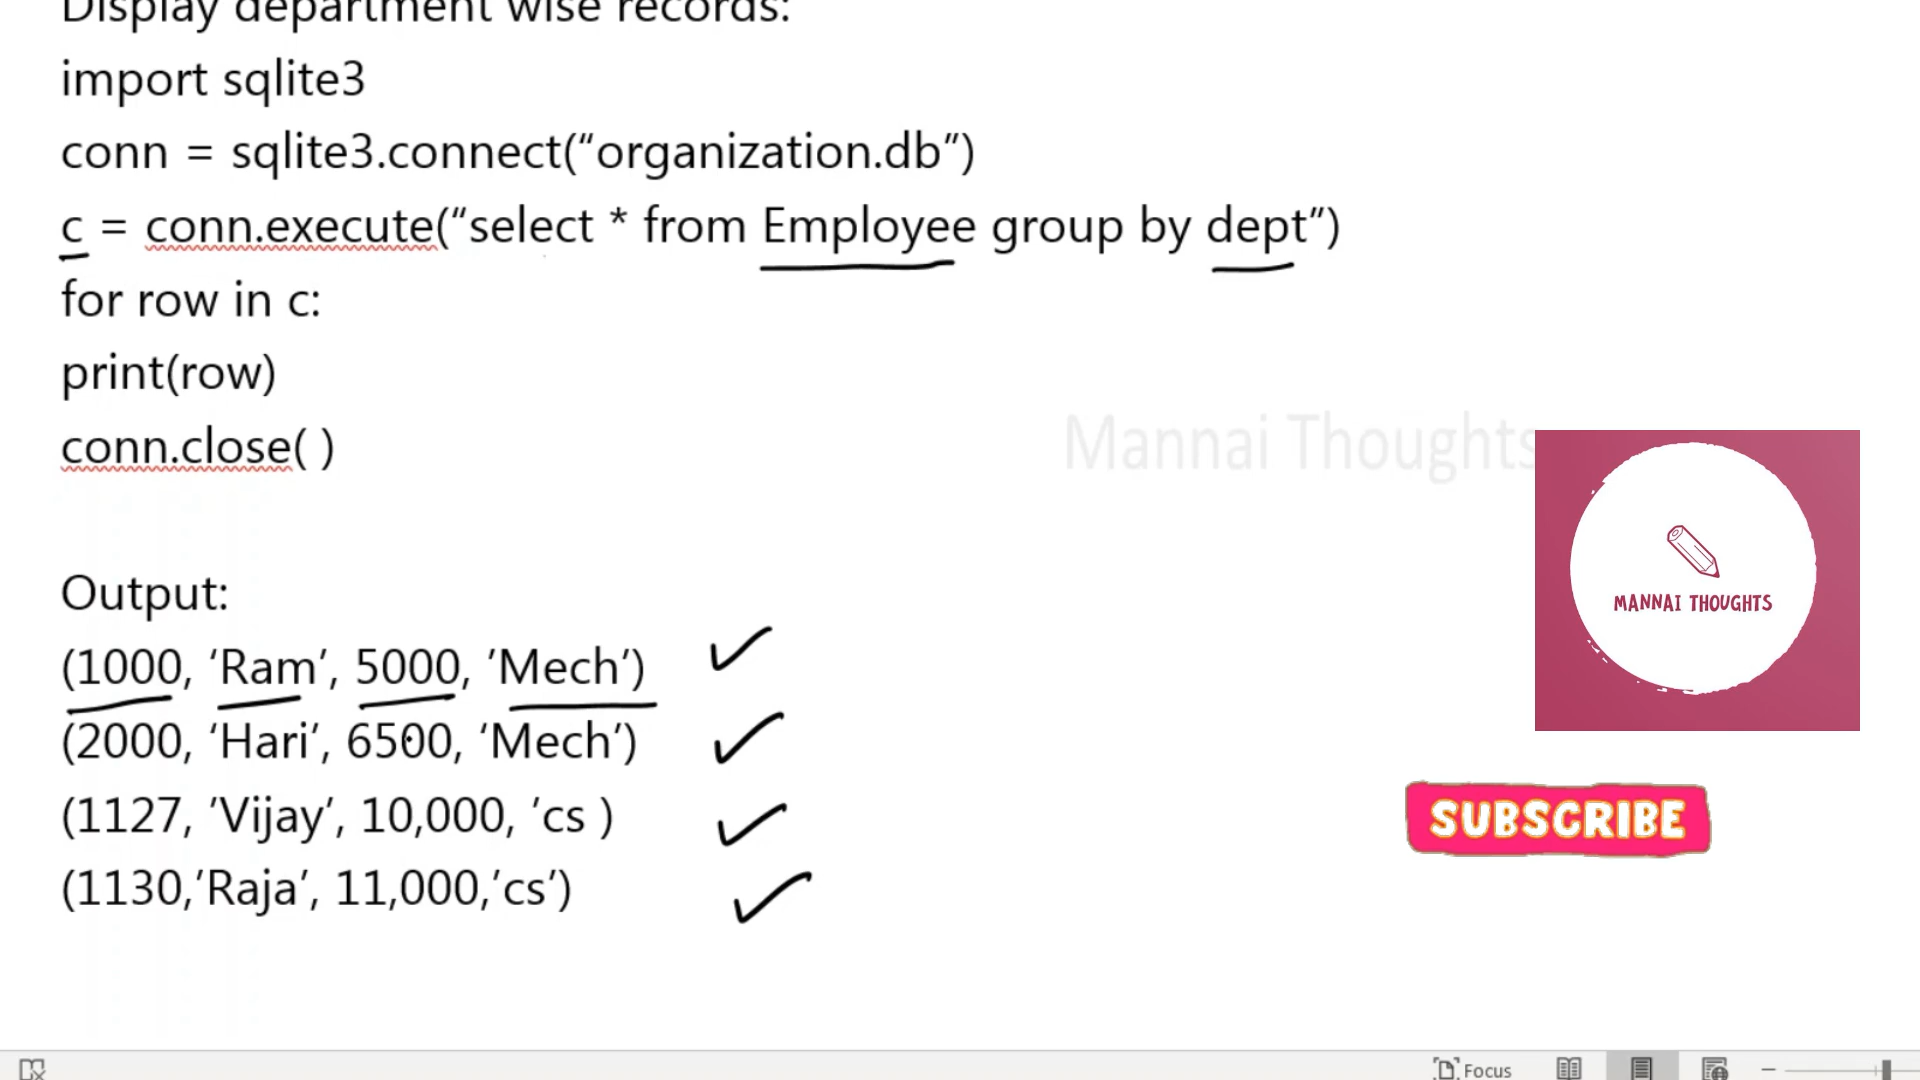 Display department wise records:
import sqlite3
conn = sqlite3.connect(“organization.db”)
c = conn.execute(“select * from Employee group by dept”)
for row in c:
print(row)
conn.close( )
Mannai Thoughts
MANNAI THOUGHTS
Output:
(1000, ‘Ram’, 5000, ’Mech’)
(2000, ‘Hari’, 6500, ‘Mech’)
(1127, ’Vijay’, 10,000, ’cs )
(1130,’Raja’, 11,000,’cs’)
SUBSCRIBE
Focus